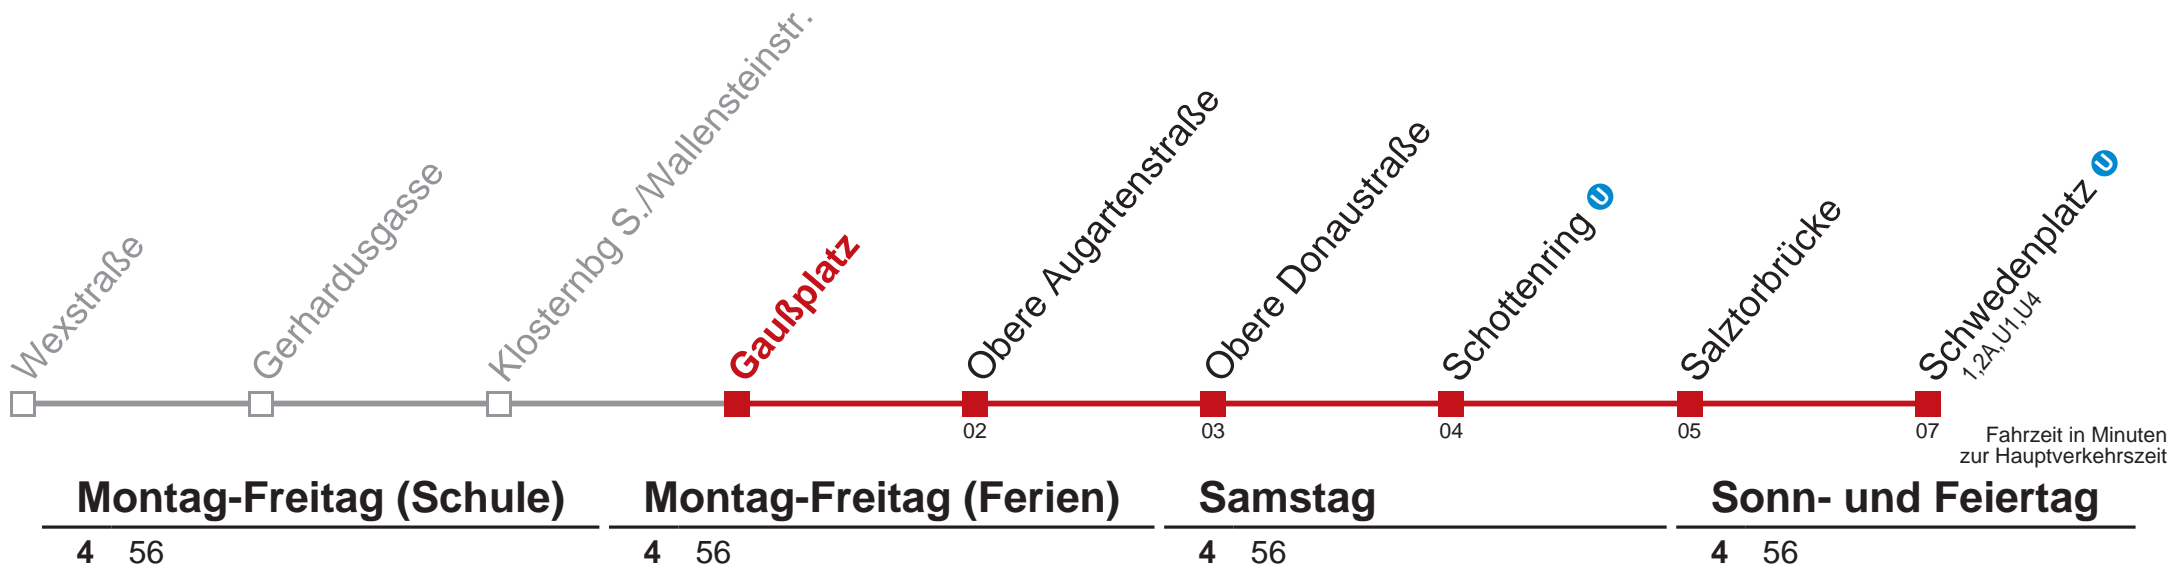 Wexstraße
Gerhardusgasse
Klosternbg S./Wallensteinstr.
Gaußplatz
Obere Augartenstraße
Obere Donaustraße
Schottenring U
Salztorbrücke
Schwedenplatz U
1,2A,U1,U4
02 03 04 05 07
Fahrzeit in Minuten
zur Hauptverkehrszeit
Montag-Freitag (Schule) Montag-Freitag (Ferien) Samstag Sonn- und Feiertag
4 56 4 56 4 56 4 56